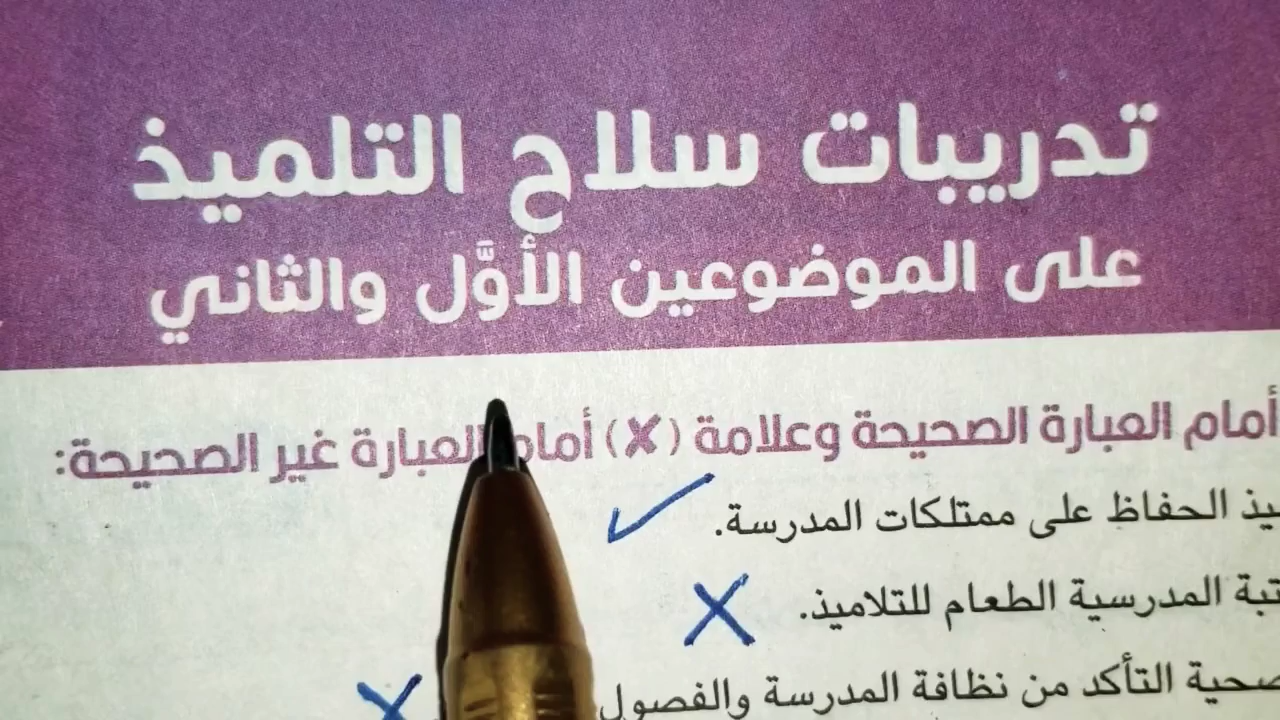 تدريبات سلاح التلميذ
على الموضوعين الأوَّل والثاني
أمام العبارة الصحيحة وعلامة (✗) أمام العبارة غير الصحيحة:
الحفاظ على ممتلكات المدرسة. ✓
المدرسية الطعام للتلاميذ. ✗
التأكد من نظافة المدرسة والفصول ✗